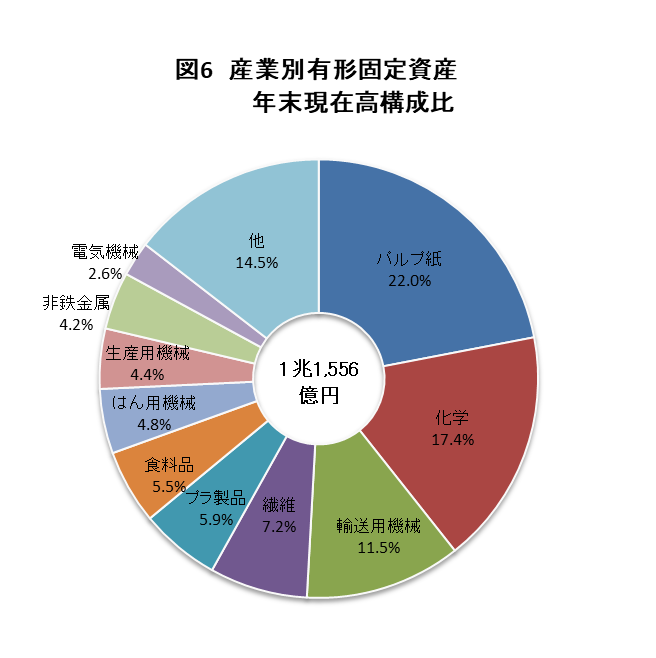 図6 産業別有形固定資産
年末現在高構成比
パルプ紙
22.0%
化学
17.4%
輸送用機械
11.5%
繊維
7.2%
プラ製品
5.9%
食料品
5.5%
はん用機械
4.8%
生産用機械
4.4%
非鉄金属
4.2%
電気機械
2.6%
他
14.5%
1兆1,556
億円